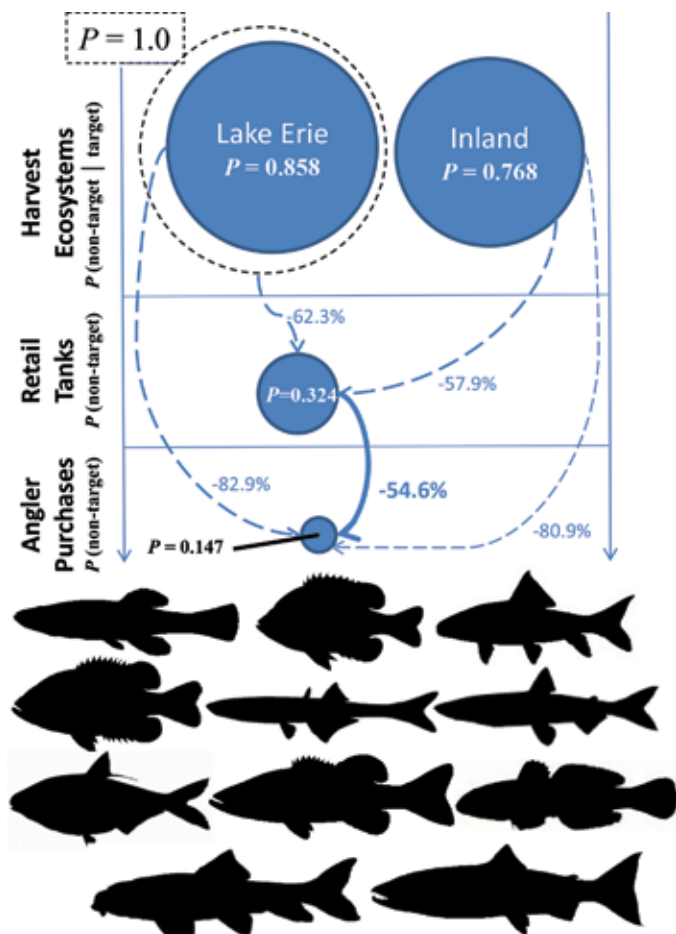 P = 1.0
Harvest
Ecosystems
P (non-target | target)
Lake Erie
P = 0.858
Inland
P = 0.768
-62.3%
Retail
Tanks
P (non-target)
P=0.324
-57.9%
Angler
Purchases
P (non-target)
-82.9%
-54.6%
-80.9%
P = 0.147